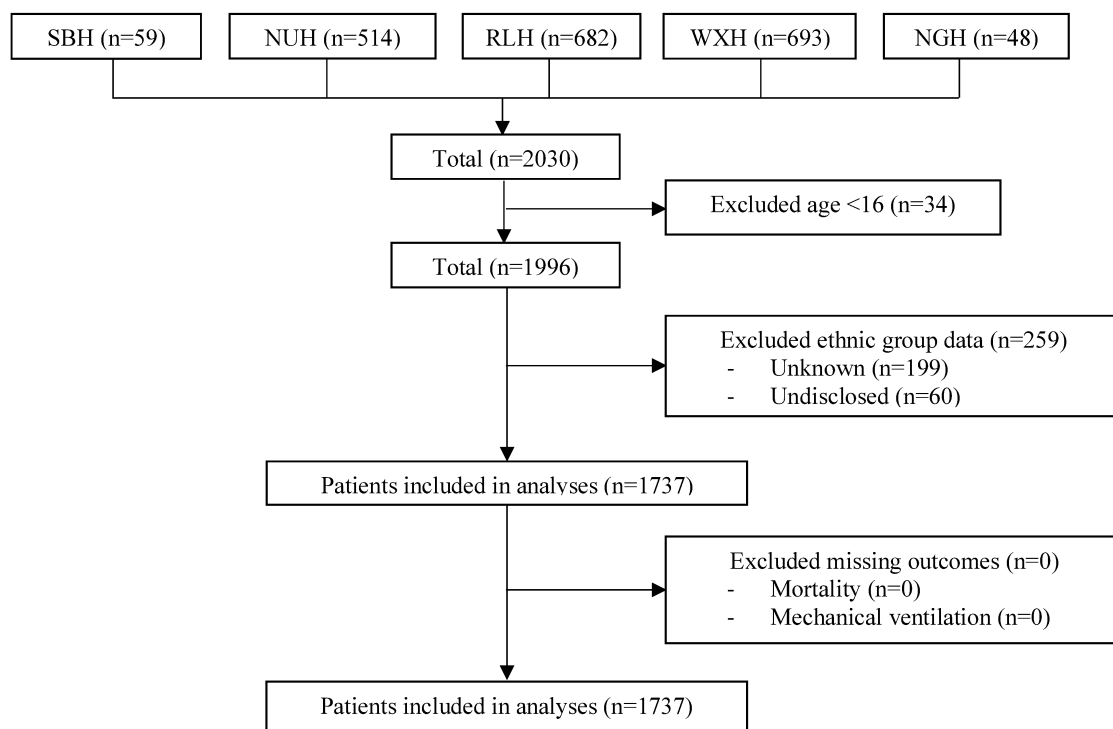 SBH (n=59)
NUH (n=514)
RLH (n=682)
WXH (n=693)
NGH (n=48)
Total (n=2030)
Excluded age <16 (n=34)
Total (n=1996)
Excluded ethnic group data (n=259)
- Unknown (n=199)
- Undisclosed (n=60)
Patients included in analyses (n=1737)
Excluded missing outcomes (n=0)
- Mortality (n=0)
- Mechanical ventilation (n=0)
Patients included in analyses (n=1737)